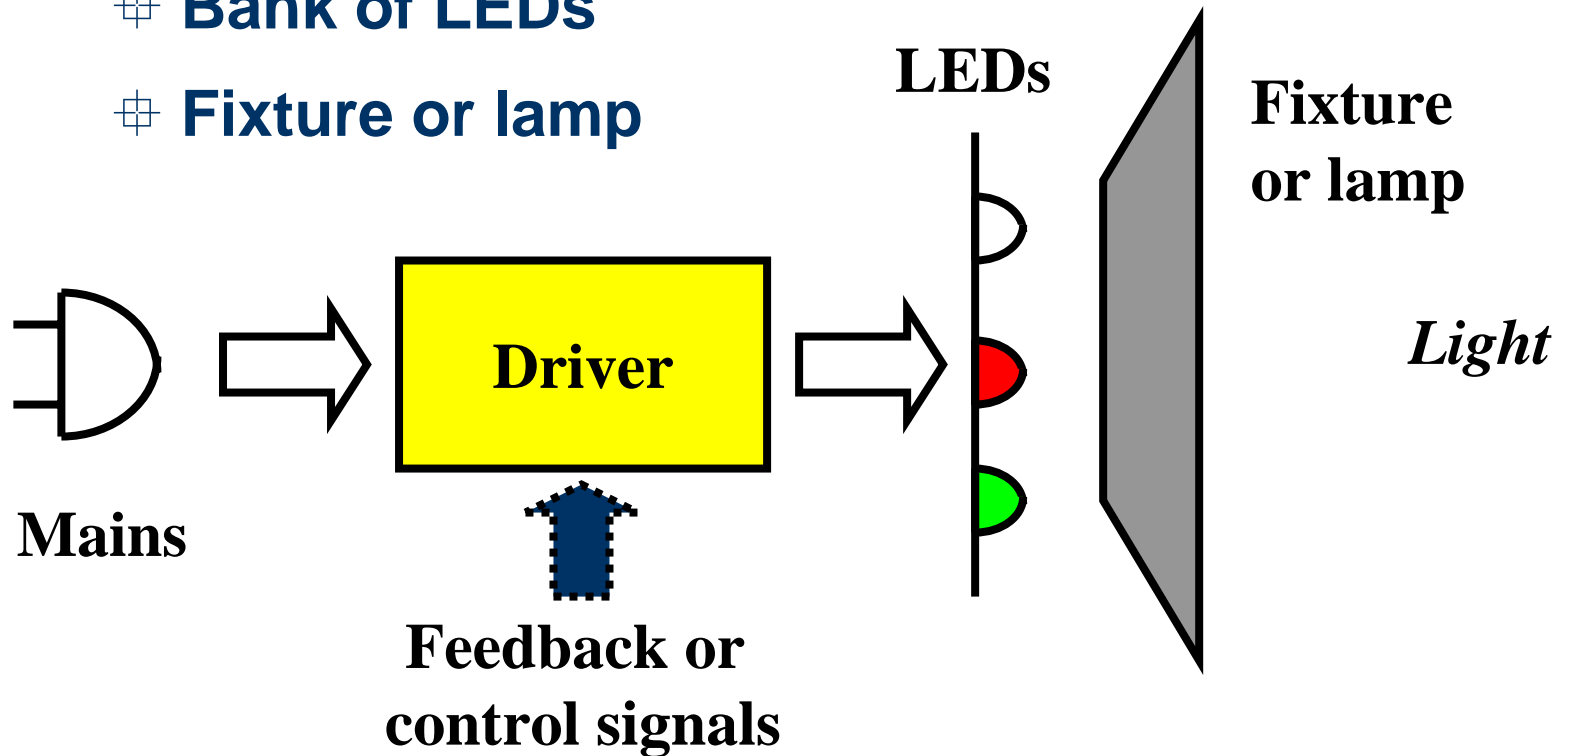 Bank of LEDs
Fixture or lamp
LEDs
Fixture
or lamp
Driver
Light
Mains
Feedback or
control signals